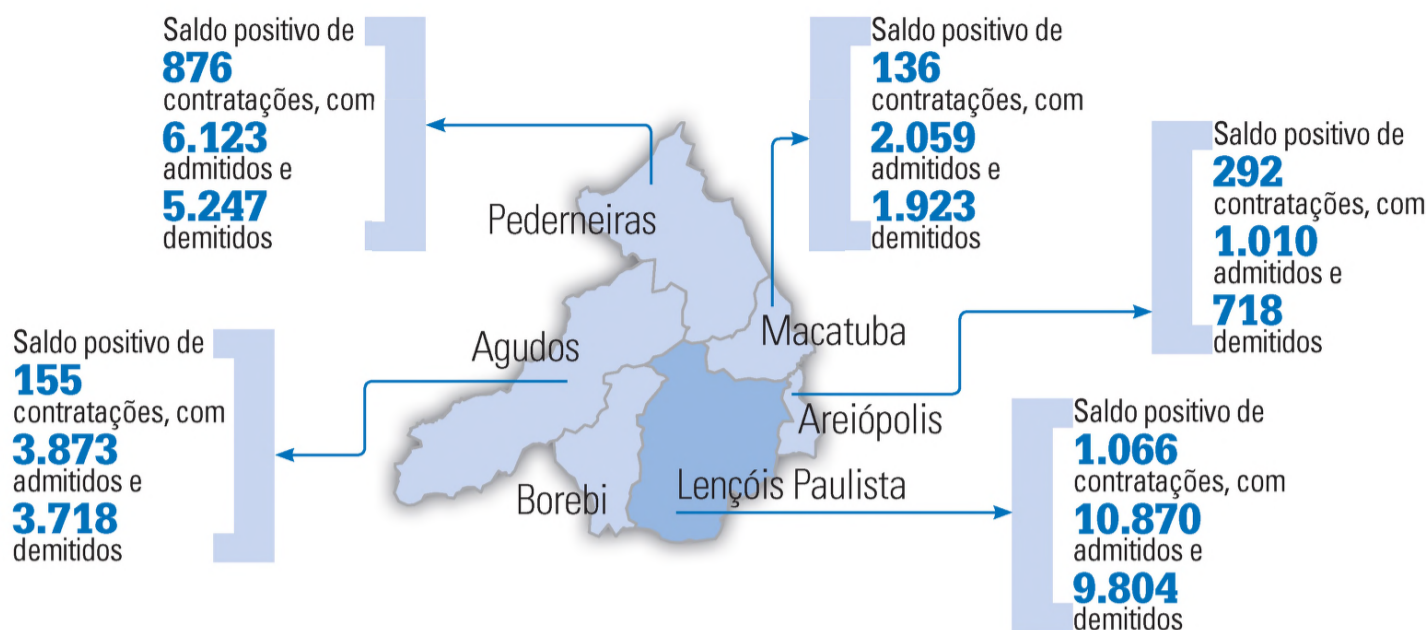 Saldo positivo de
876
contratações, com
6.123
admitidos e
5.247
demitidos
Saldo positivo de
136
contratações, com
2.059
admitidos e
1.923
demitidos
Saldo positivo de
292
contratações, com
1.010
admitidos e
718
demitidos
Pederneiras
Macatuba
Agudos
Areiópolis
Lençóis Paulista
Borebi
Saldo positivo de
155
contratações, com
3.873
admitidos e
3.718
demitidos
Saldo positivo de
1.066
contratações, com
10.870
admitidos e
9.804
demitidos